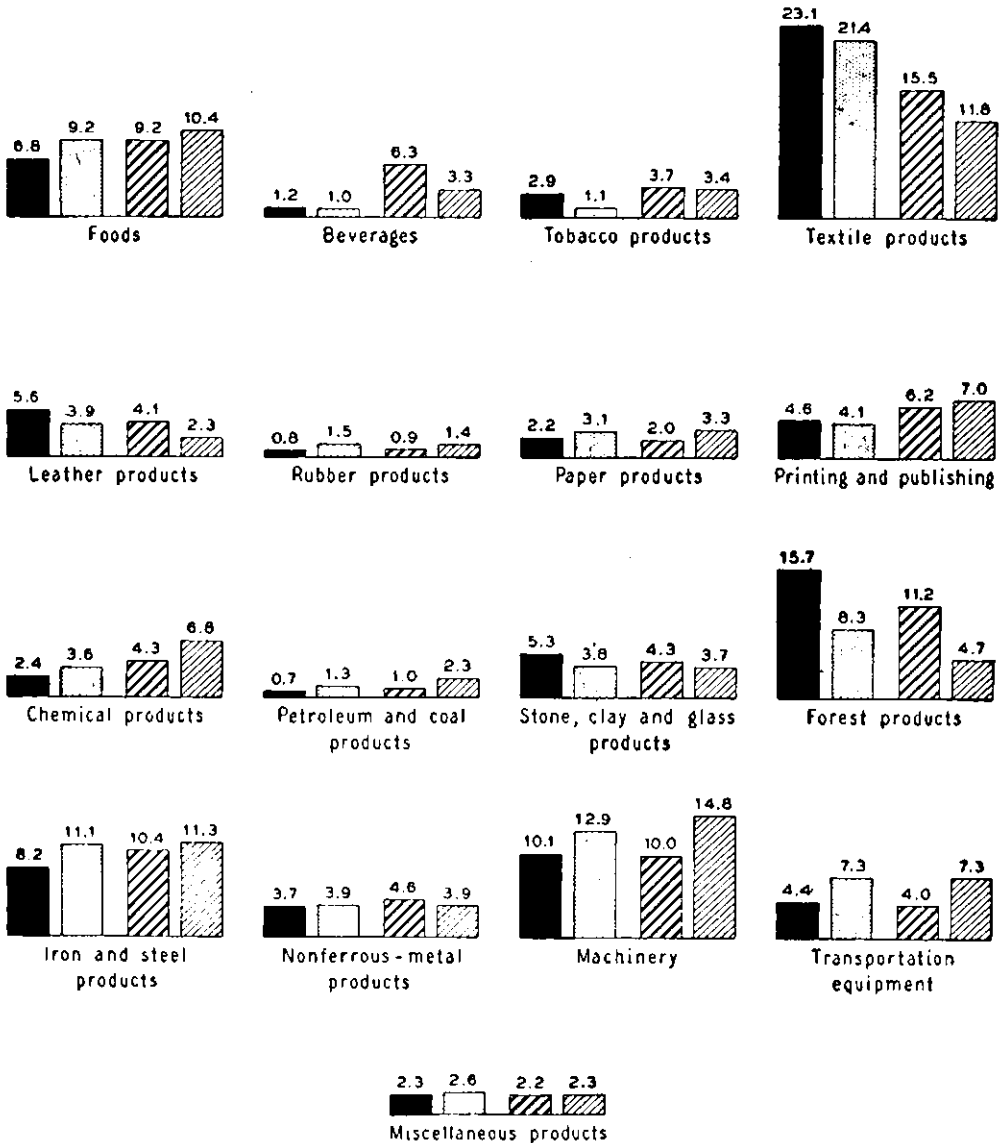 23.1
21.4
15.5
11.8
6.8 9.2 9.2 10.4
1.2 1.0 6.3 3.3
2.9 1.1 3.7 3.4
Foods
Beverages
Tobacco products
Textile products
5.6 3.9 4.1 2.3
0.8 1.5 0.9 1.4
2.2 3.1 2.0 3.3
4.6 4.1 6.2 7.0
Leather products
Rubber products
Paper products
Printing and publishing
2.4 3.6 4.3 6.8
0.7 1.3 1.0 2.3
5.3 3.8 4.3 3.7
15.7 8.3 11.2 4.7
Chemical products
Petroleum and coal
products
Stone, clay and glass
products
Forest products
8.2 11.1 10.4 11.3
3.7 3.9 4.6 3.9
10.1 12.9 10.0 14.8
4.4 7.3 4.0 7.3
Iron and steel
products
Nonferrous-metal
products
Machinery
Transportation
equipment
2.3 2.6 2.2 2.3
Miscellaneous products